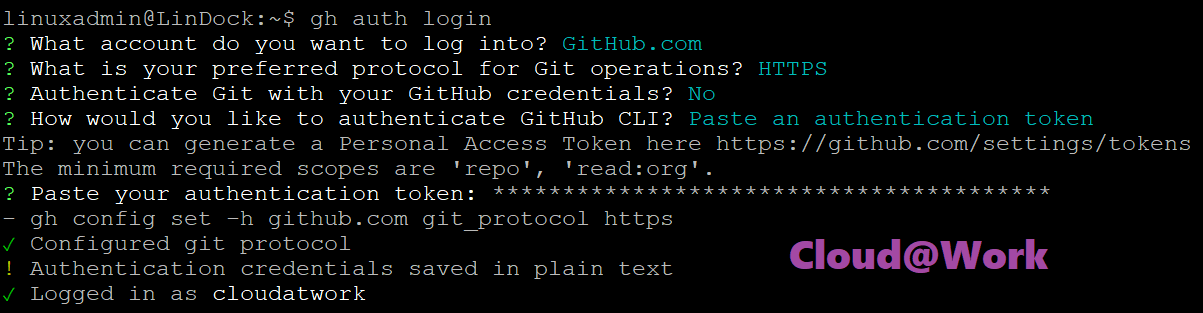 linuxadmin@LinDock:~$ gh auth login
? What account do you want to log into? GitHub.com
? What is your preferred protocol for Git operations? HTTPS
? Authenticate Git with your GitHub credentials? No
? How would you like to authenticate GitHub CLI? Paste an authentication token
Tip: you can generate a Personal Access Token here https://github.com/settings/tokens
The minimum required scopes are 'repo', 'read:org'.
? Paste your authentication token: ****************************************
- gh config set -h github.com git_protocol https
✓ Configured git protocol
! Authentication credentials saved in plain text
✓ Logged in as cloudatwork
Cloud@Work